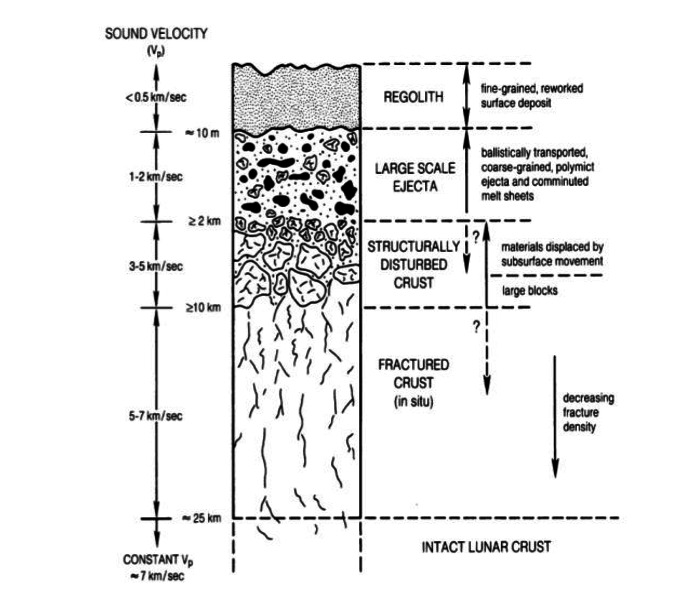 SOUND VELOCITY
(Vp)
<0.5 km/sec
≈10 m
1-2 km/sec
≥2 km
3-5 km/sec
≥10 km
5-7 km/sec
≈25 km
CONSTANT Vp
≈7 km/sec
REGOLITH
fine-grained, reworked
surface deposit
LARGE SCALE
EJECTA
ballistically transported,
coarse-grained, polymict
ejecta and comminuted
melt sheets
STRUCTURALLY
DISTURBED
CRUST
?
materials displaced by
subsurface movement
large blocks
?
FRACTURED
CRUST
(in situ)
decreasing
fracture
density
INTACT LUNAR CRUST